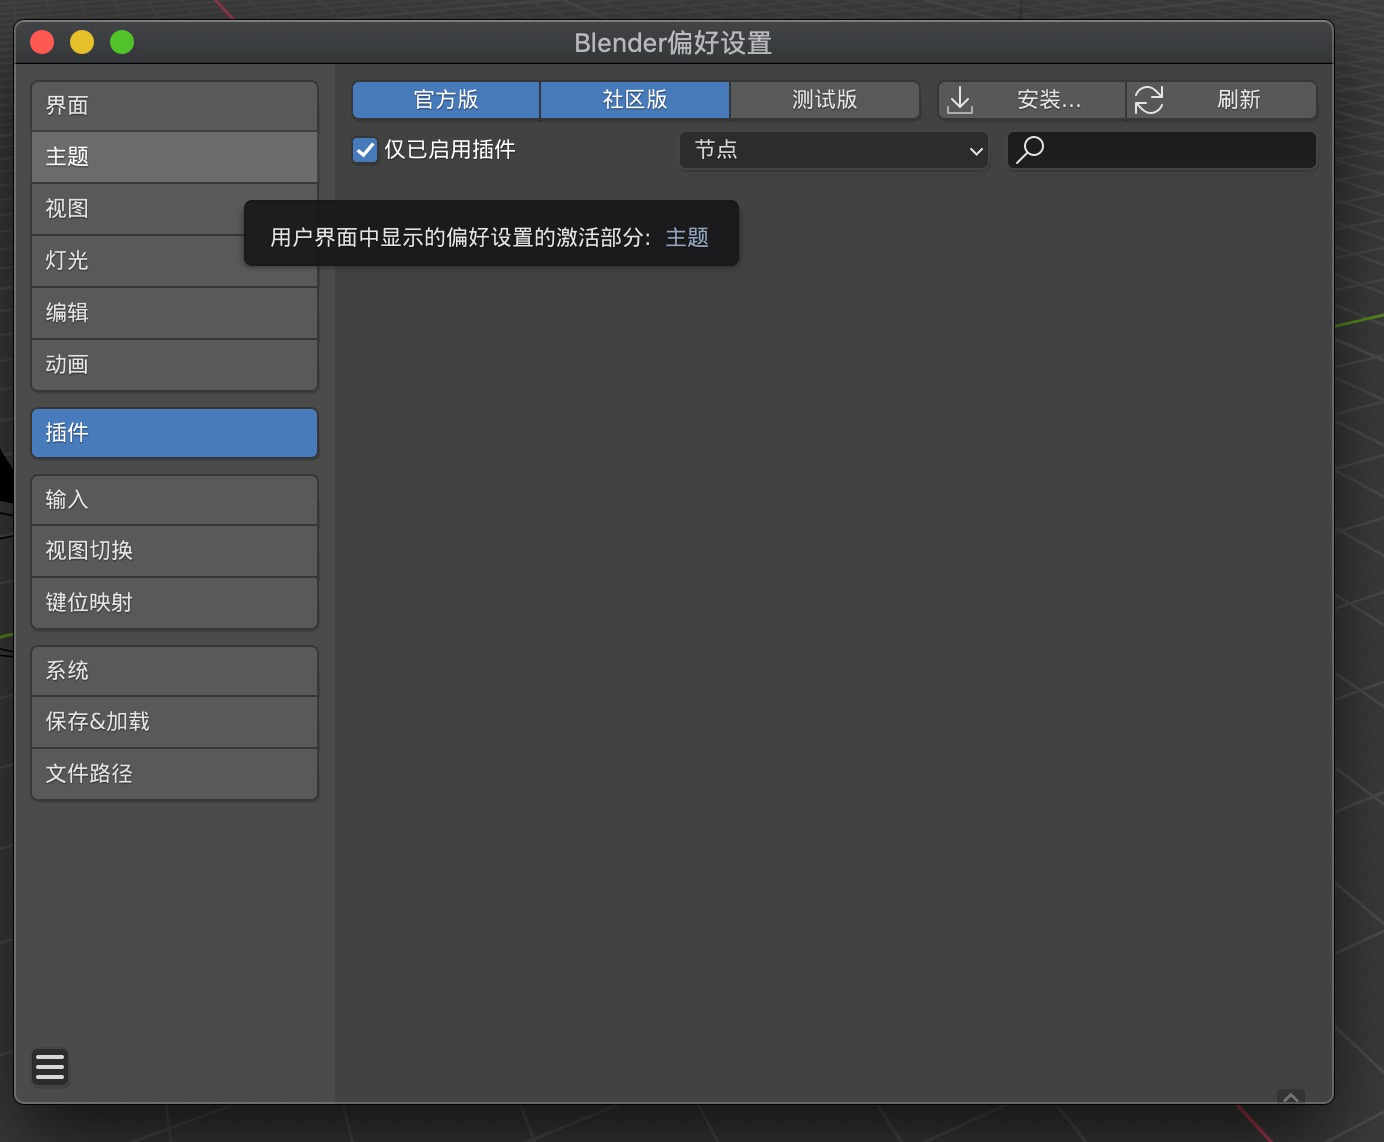 Blender偏好设置
界面
主题
视图
灯光
编辑
动画
插件
输入
视图切换
键位映射
系统
保存&加载
文件路径
官方版 社区版 测试版 安装... 刷新
仅已启用插件 节点
用户界面中显示的偏好设置的激活部分: 主题